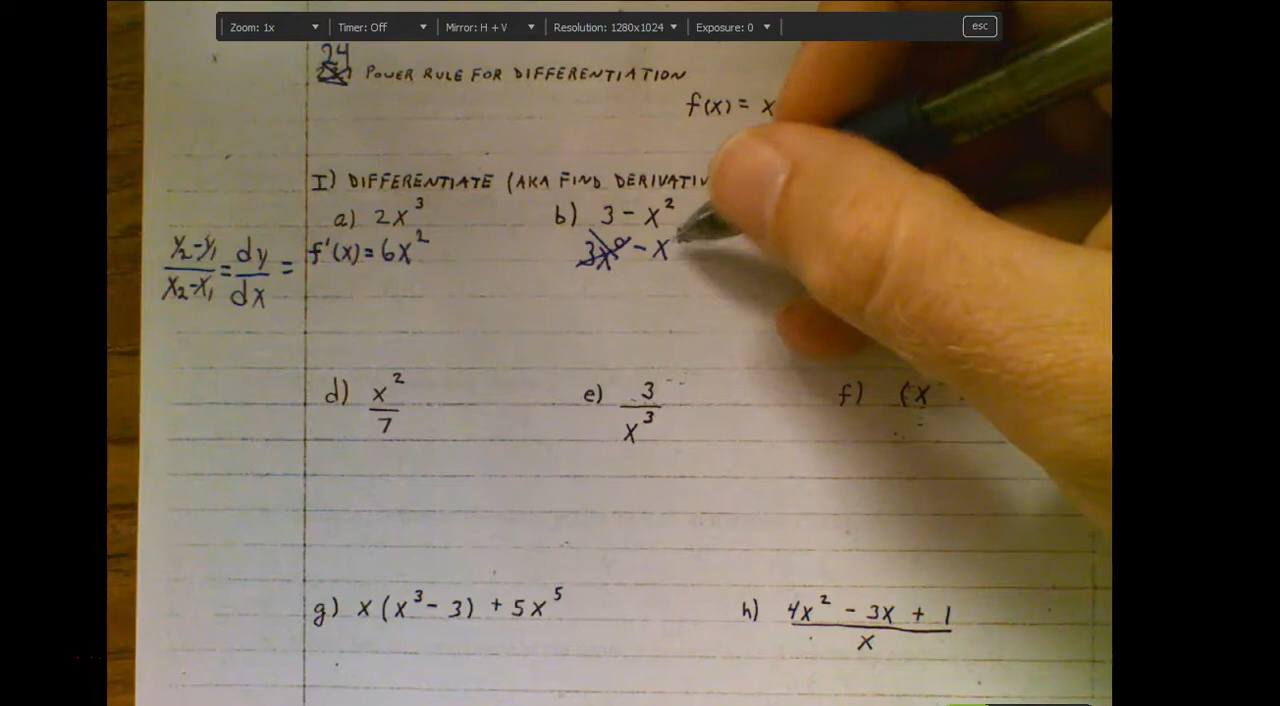 Zoom: 1x Timer: Off Mirror: H + V Resolution: 1280x1024 Exposure: 0 esc
24
POWER RULE FOR DIFFERENTIATION
f(x) = x
I) DIFFERENTIATE (AKA FIND DERIVATIV
a) 2x³ b) 3 - x²
f'(x) = 6x² 3x⁰ - x
y₂-y₁/x₂-x₁ = dy/dx =
d) x²/7 e) 3/x³ f) (x
g) x(x³ - 3) + 5x⁵ h) 4x² - 3x + 1/x